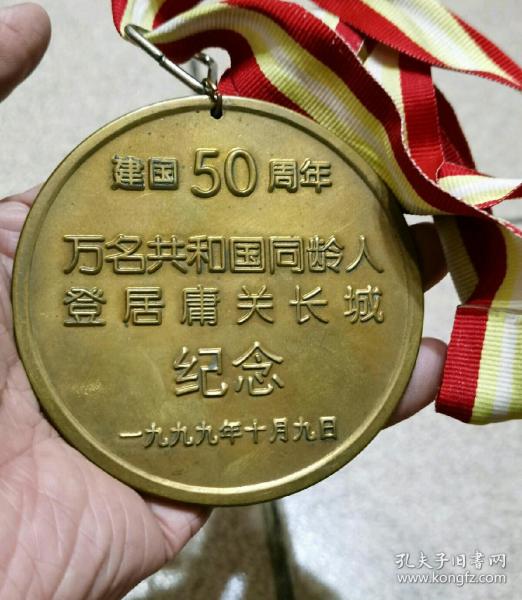 建国50周年
万名共和国同龄人
登居庸关长城
纪念
一九九九年十月九日
孔夫子旧书网
kongfz.com